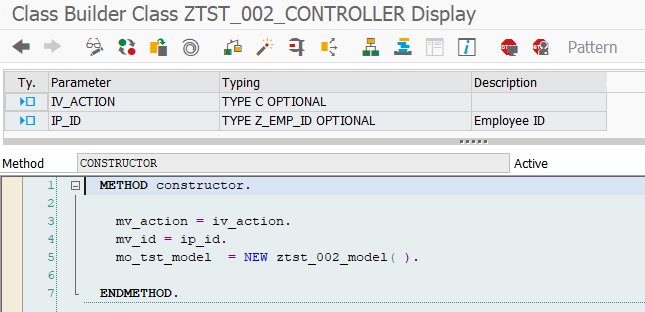 Class Builder Class ZTST_002_CONTROLLER Display
Pattern
Ty. Parameter Typing Description
IV_ACTION TYPE C OPTIONAL
IP_ID TYPE Z_EMP_ID OPTIONAL Employee ID
Method CONSTRUCTOR Active
1 METHOD constructor.
2
3 mv_action = iv_action.
4 mv_id = ip_id.
5 mo_tst_model  = NEW ztst_002_model( ).
6
7 ENDMETHOD.